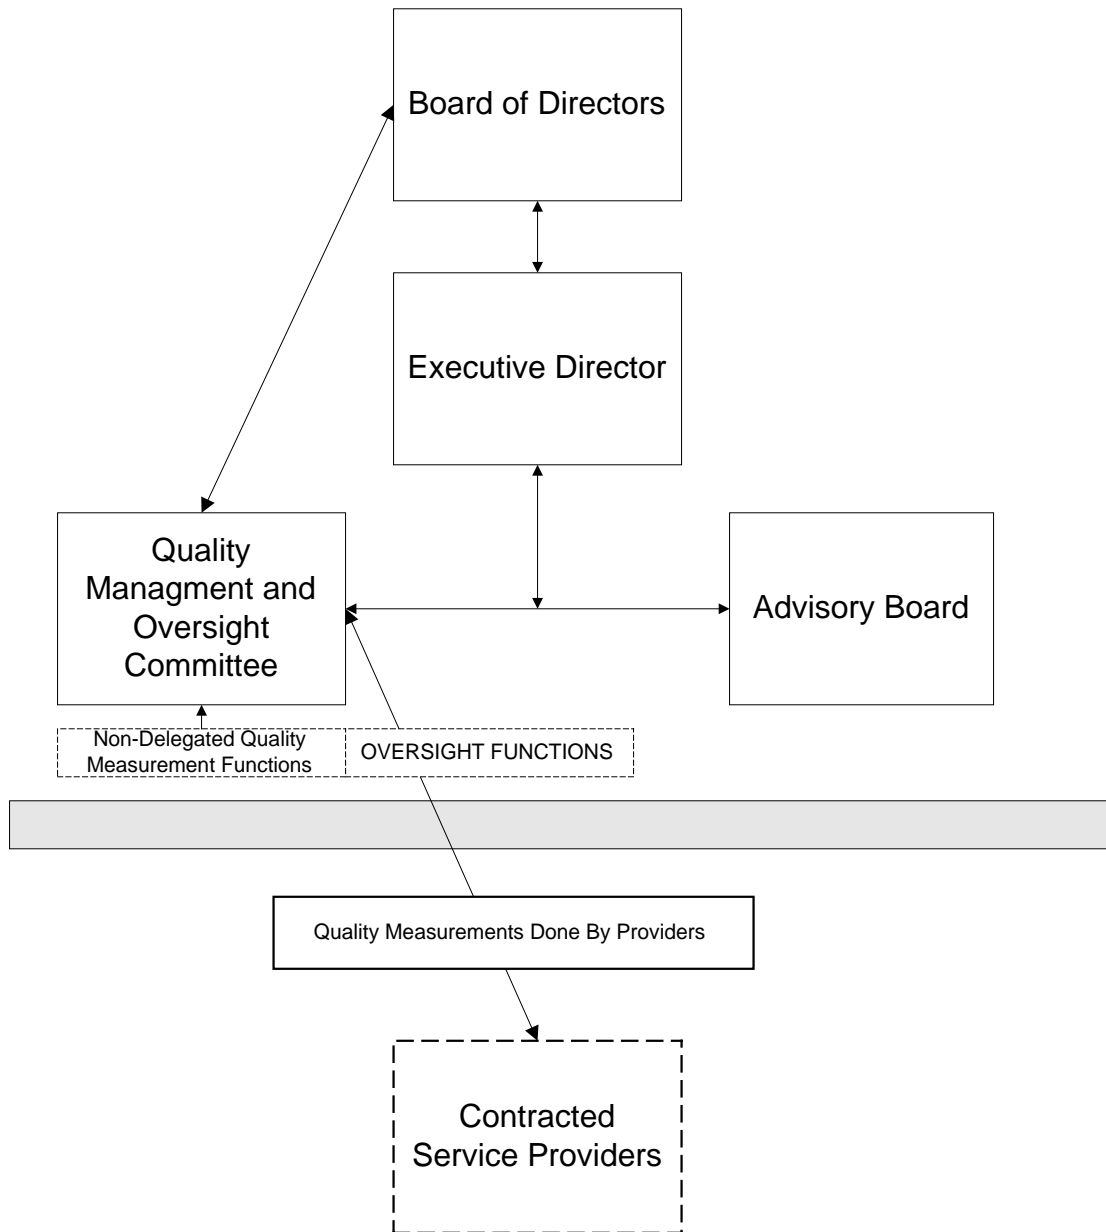 Board of Directors
Executive Director
Quality
Managment and
Oversight
Committee
Advisory Board
Non-Delegated Quality
Measurement Functions
OVERSIGHT FUNCTIONS
Quality Measurements Done By Providers
Contracted
Service Providers